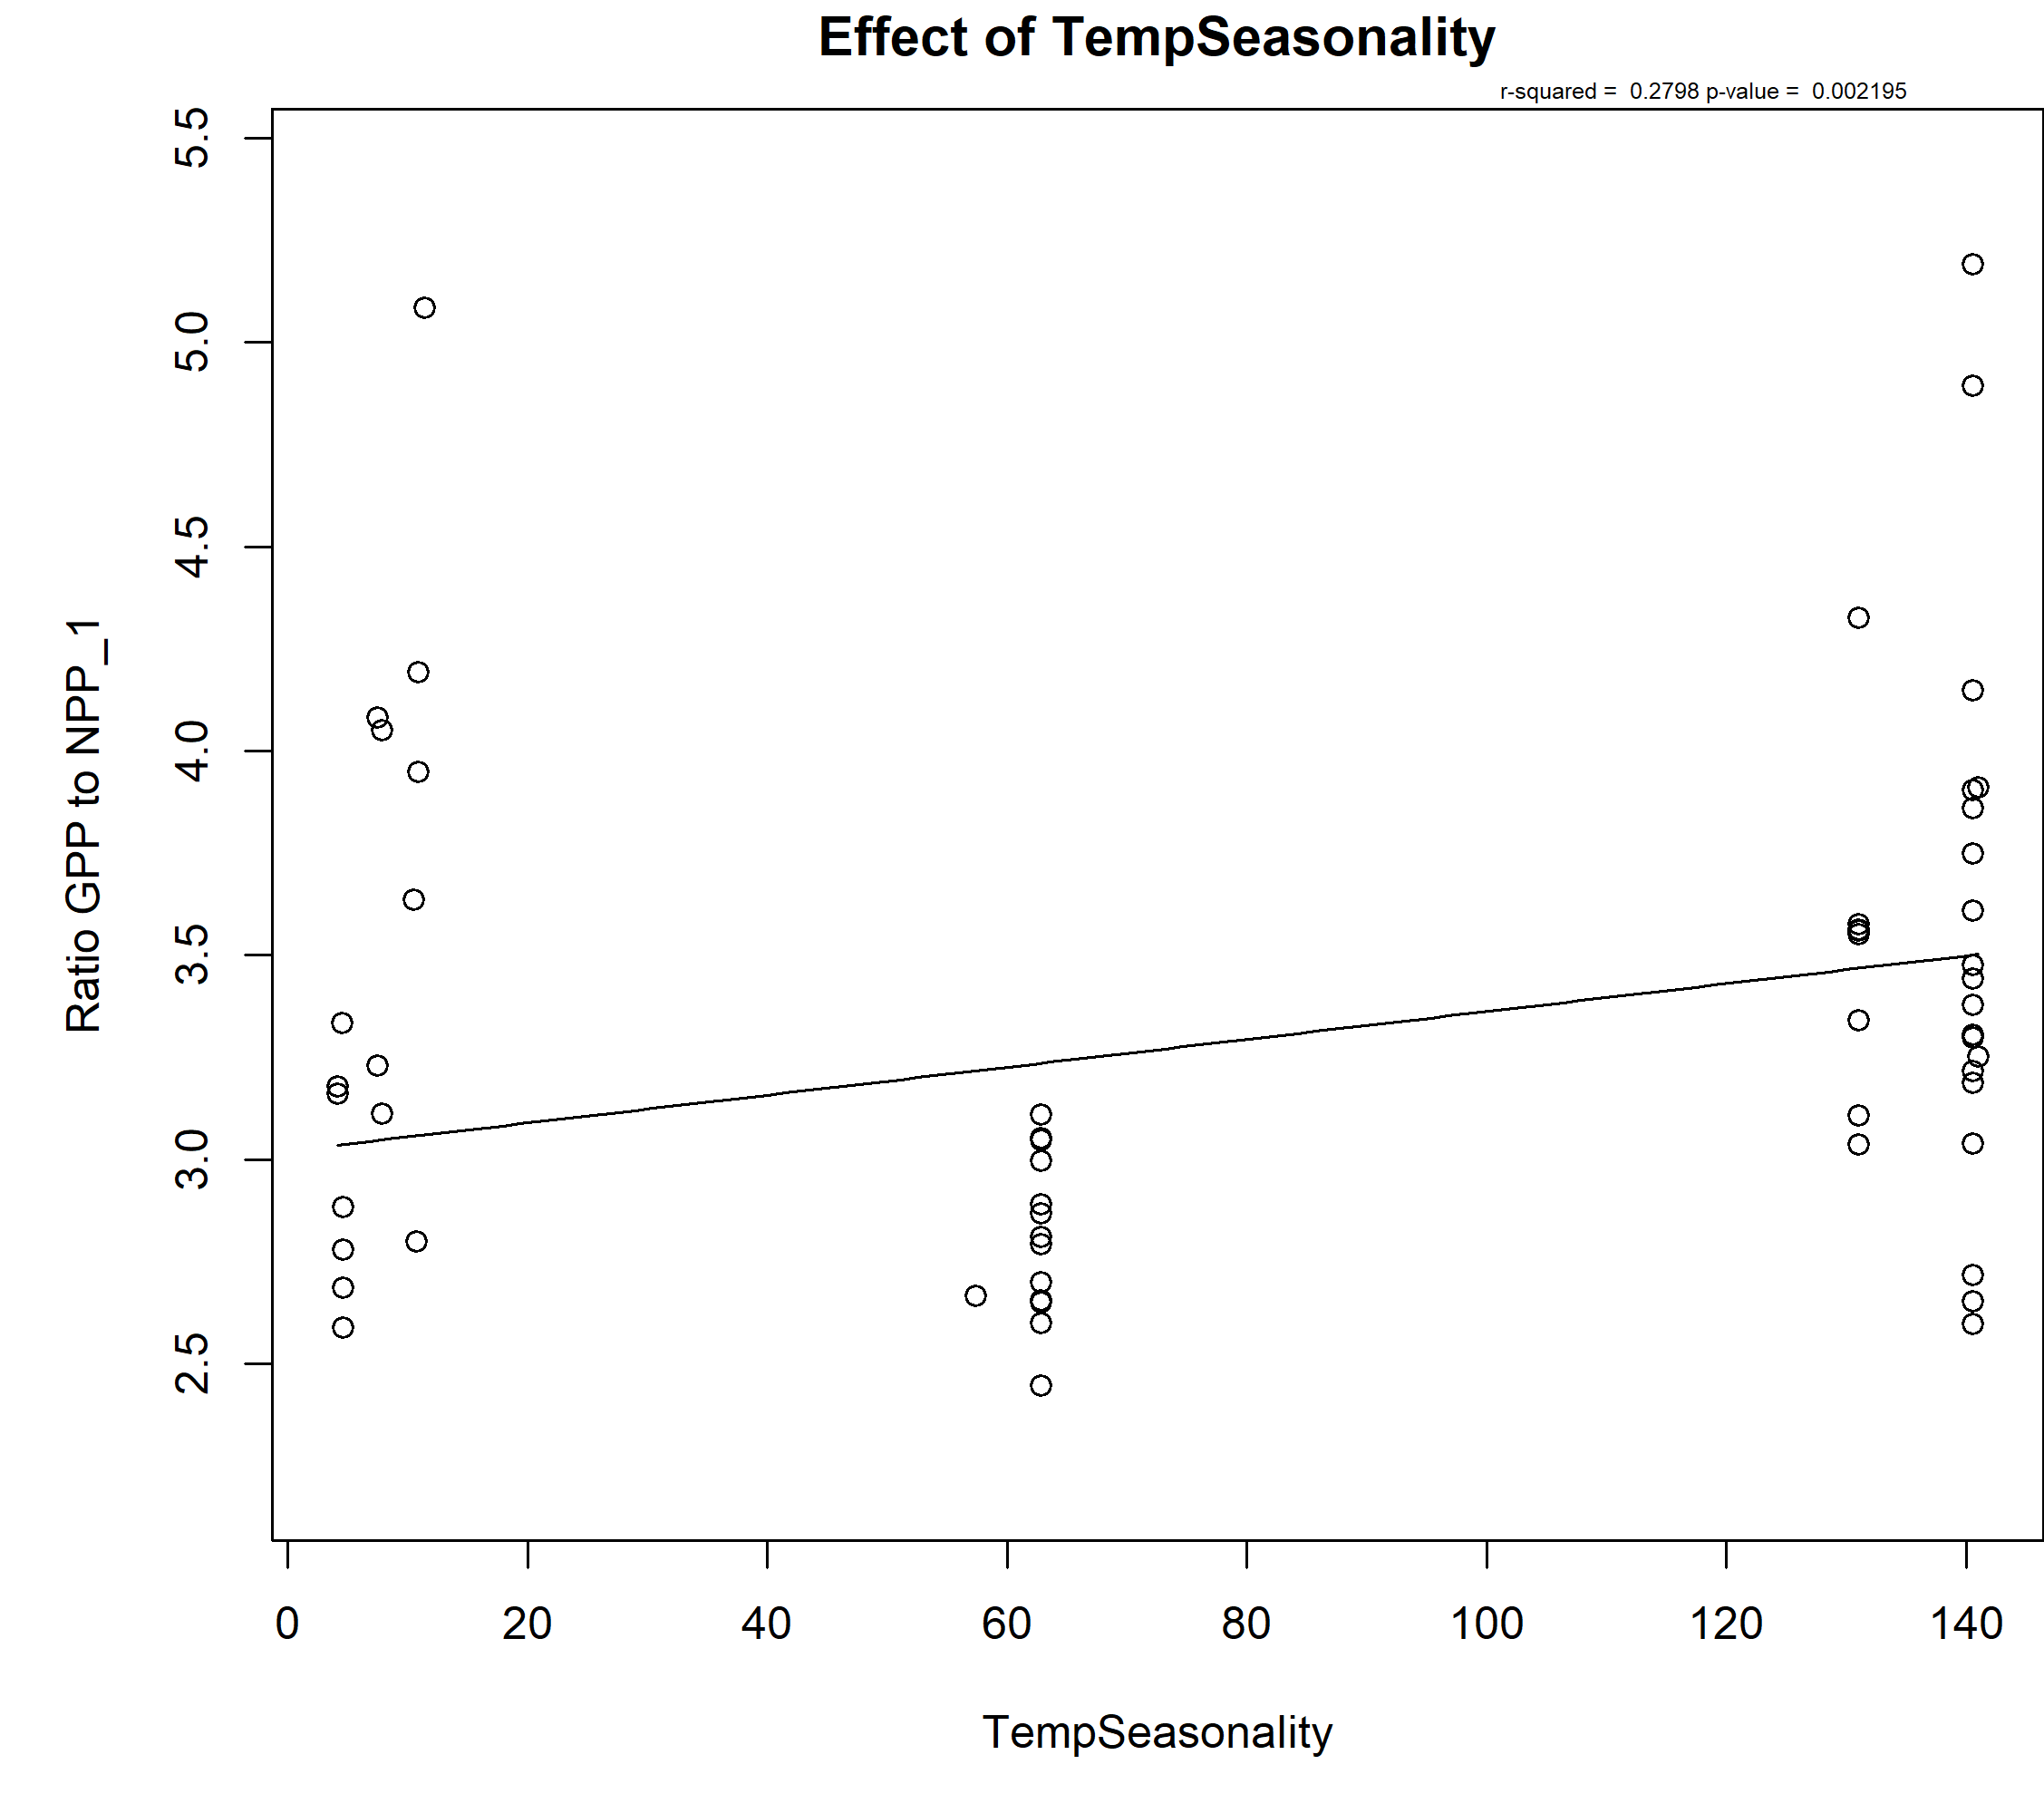 Effect of TempSeasonality
r-squared =  0.2798 p-value =  0.002195
Ratio GPP to NPP_1
5.5
5.0
4.5
4.0
3.5
3.0
2.5
0 20 40 60 80 100 120 140
TempSeasonality